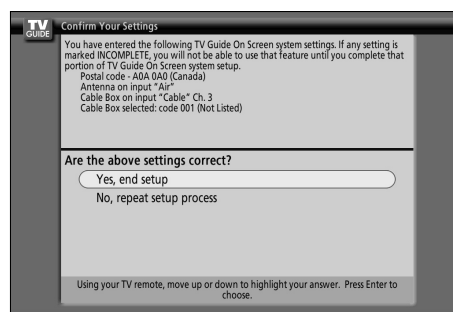 TV
GUIDE
Confirm Your Settings
You have entered the following TV Guide On Screen system settings. If any setting is
marked INCOMPLETE, you will not be able to use that feature until you complete that
portion of TV Guide On Screen system setup.
Postal code - A0A 0A0 (Canada)
Antenna on input "Air"
Cable Box on input "Cable" Ch. 3
Cable Box selected: code 001 (Not Listed)
Are the above settings correct?
Yes, end setup
No, repeat setup process
Using your TV remote, move up or down to highlight your answer. Press Enter to
choose.